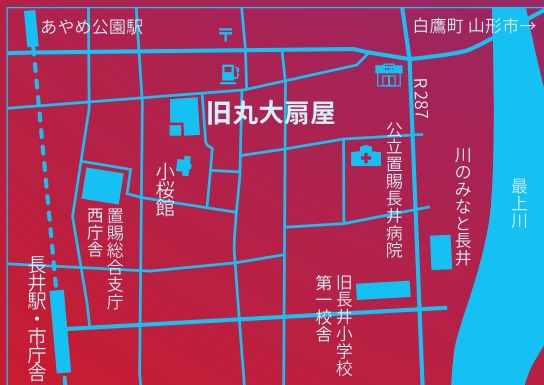 あやめ公園駅
白鷹町 山形市→
〒
旧丸大扇屋
R287
公立置賜長井病院
川のみなと長井
最上川
小桜館
置賜総合支庁
西庁舎
長井駅・市庁舎
旧長井小学校
第一校舎